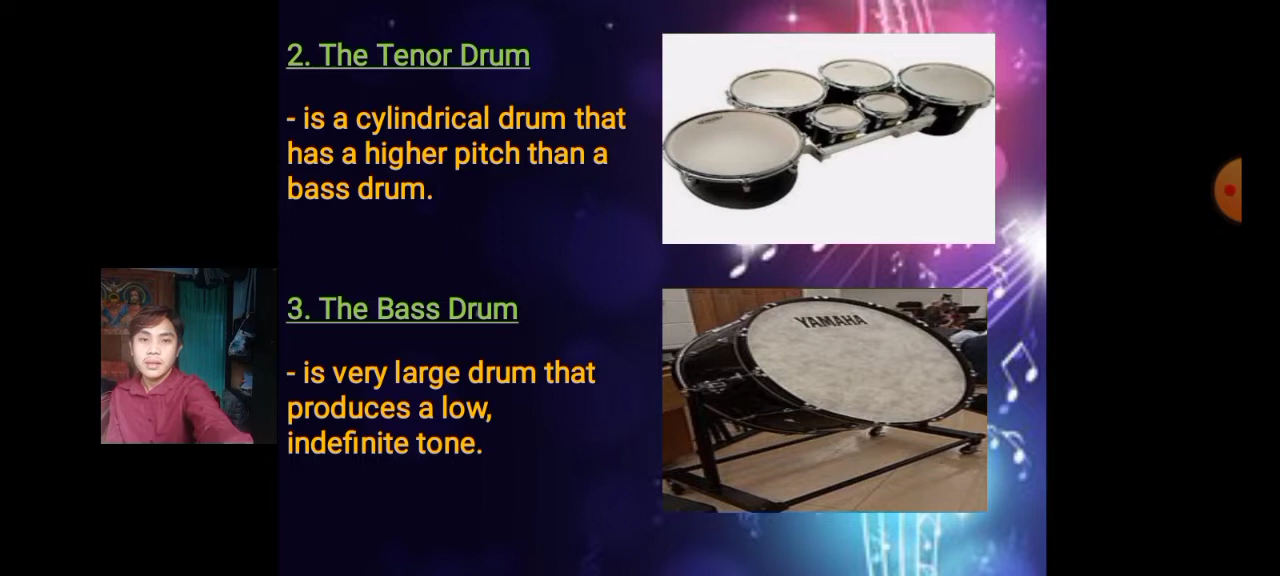 2. The Tenor Drum
- is a cylindrical drum that
has a higher pitch than a
bass drum.
3. The Bass Drum
- is very large drum that
produces a low,
indefinite tone.
YAMAHA